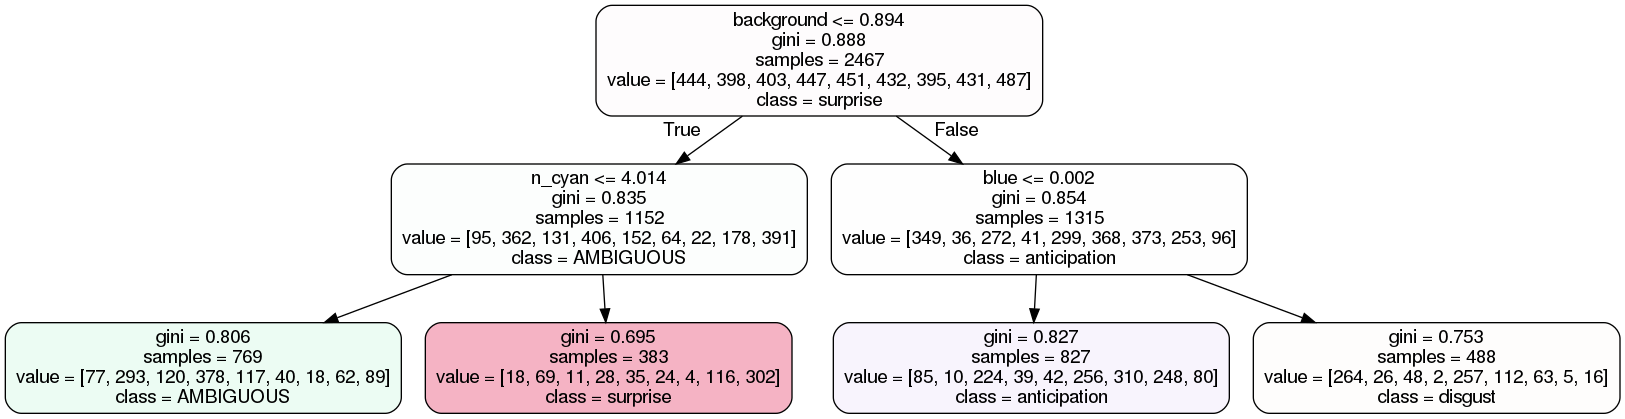 background <= 0.894
gini = 0.888
samples = 2467
value = [444, 398, 403, 447, 451, 432, 395, 431, 487]
class = surprise
True
False
n_cyan <= 4.014
gini = 0.835
samples = 1152
value = [95, 362, 131, 406, 152, 64, 22, 178, 391]
class = AMBIGUOUS
blue <= 0.002
gini = 0.854
samples = 1315
value = [349, 36, 272, 41, 299, 368, 373, 253, 96]
class = anticipation
gini = 0.806
samples = 769
value = [77, 293, 120, 378, 117, 40, 18, 62, 89]
class = AMBIGUOUS
gini = 0.695
samples = 383
value = [18, 69, 11, 28, 35, 24, 4, 116, 302]
class = surprise
gini = 0.827
samples = 827
value = [85, 10, 224, 39, 42, 256, 310, 248, 80]
class = anticipation
gini = 0.753
samples = 488
value = [264, 26, 48, 2, 257, 112, 63, 5, 16]
class = disgust